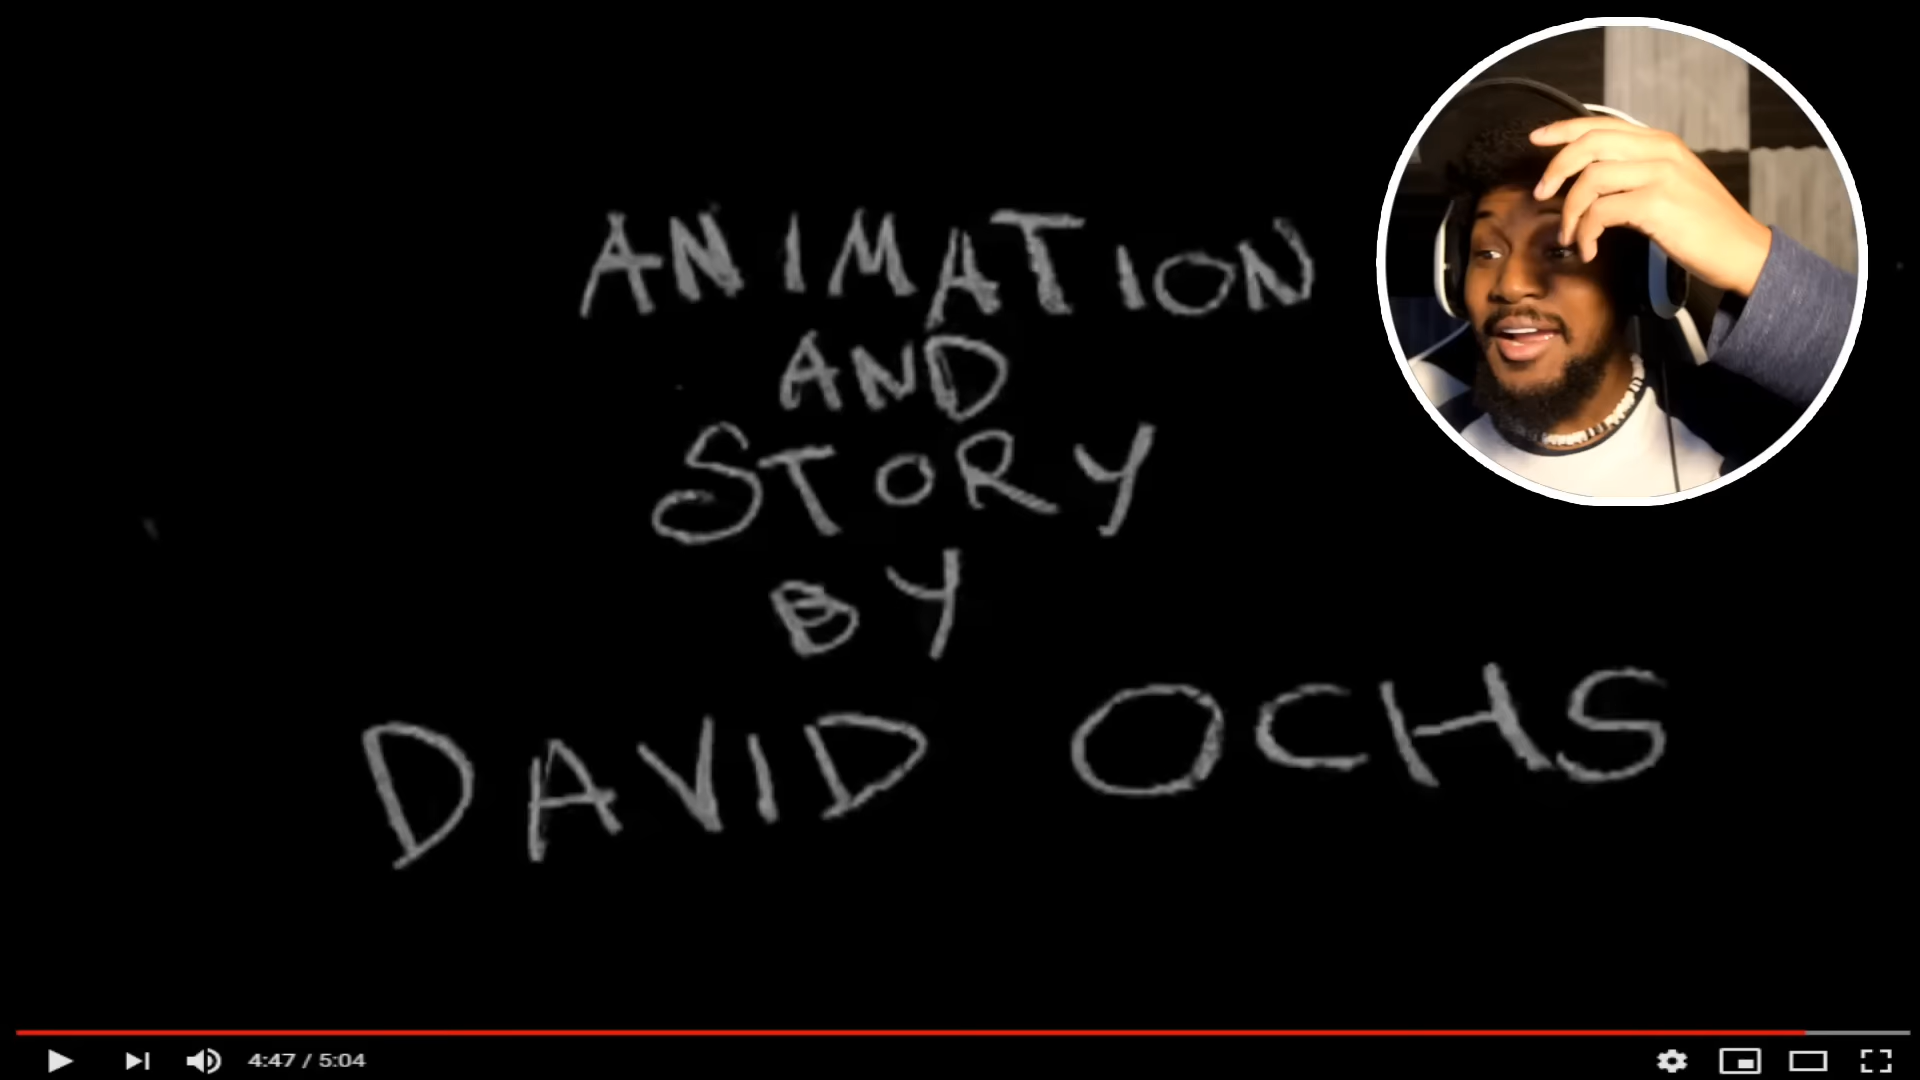 ANIMATION
AND
STORY
BY
DAVID OCHS
4:47 / 5:04